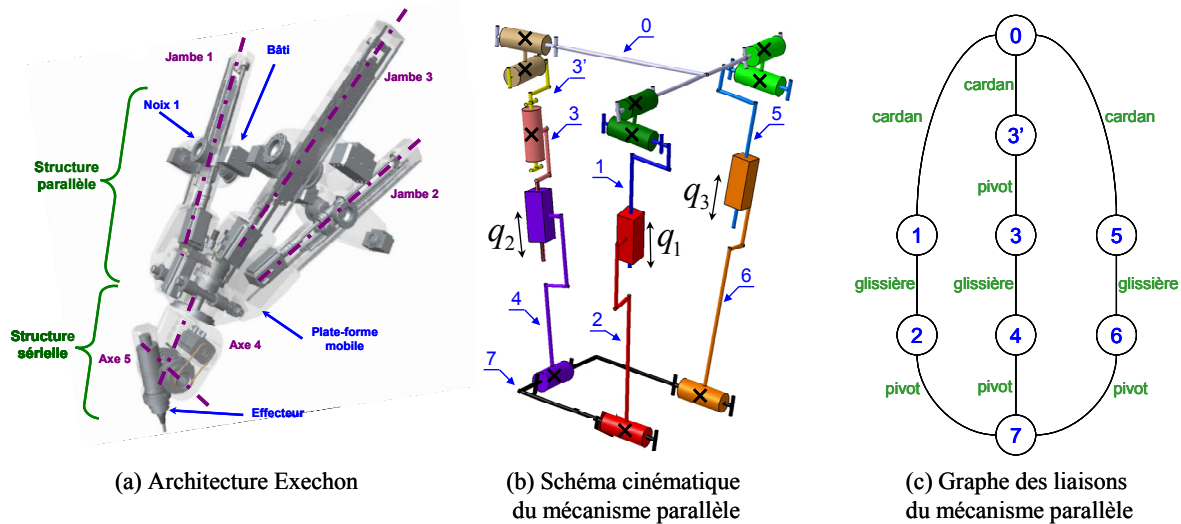 Jambe 1
Bâti
Jambe 3
Noix 1
Structure
parallèle
Jambe 2
Structure
sérielle
Axe 5
Axe 4
Plate-forme
mobile
Effecteur
(a) Architecture Exechon
0
3’
3
5
1
q3
q2
q1
4
6
2
7
(b) Schéma cinématique
du mécanisme parallèle
0
cardan
cardan
cardan
3’
pivot
1
3
5
glissière
glissière
glissière
2
4
6
pivot
pivot
pivot
7
(c) Graphe des liaisons
du mécanisme parallèle